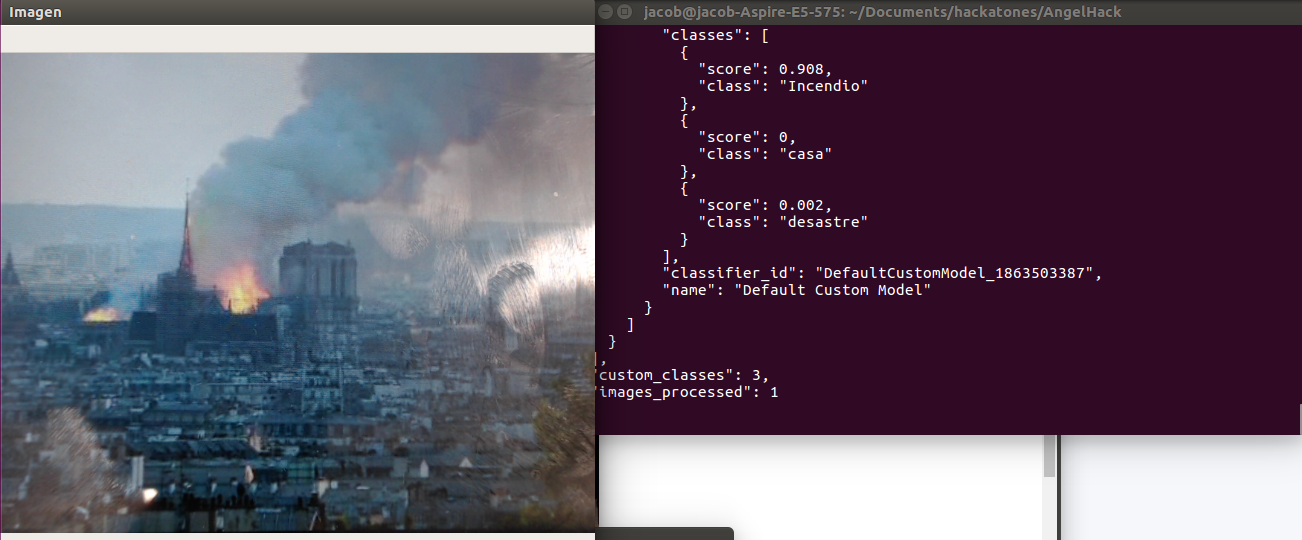 Imagen
jacob@jacob-Aspire-E5-575: ~/Documents/hackatones/AngelHack
"classes": [
{
"score": 0.908,
"class": "Incendio"
},
{
"score": 0,
"class": "casa"
},
{
"score": 0.002,
"class": "desastre"
}
],
"classifier_id": "DefaultCustomModel_1863503387",
"name": "Default Custom Model"
}
]
}
],
"custom_classes": 3,
"images_processed": 1